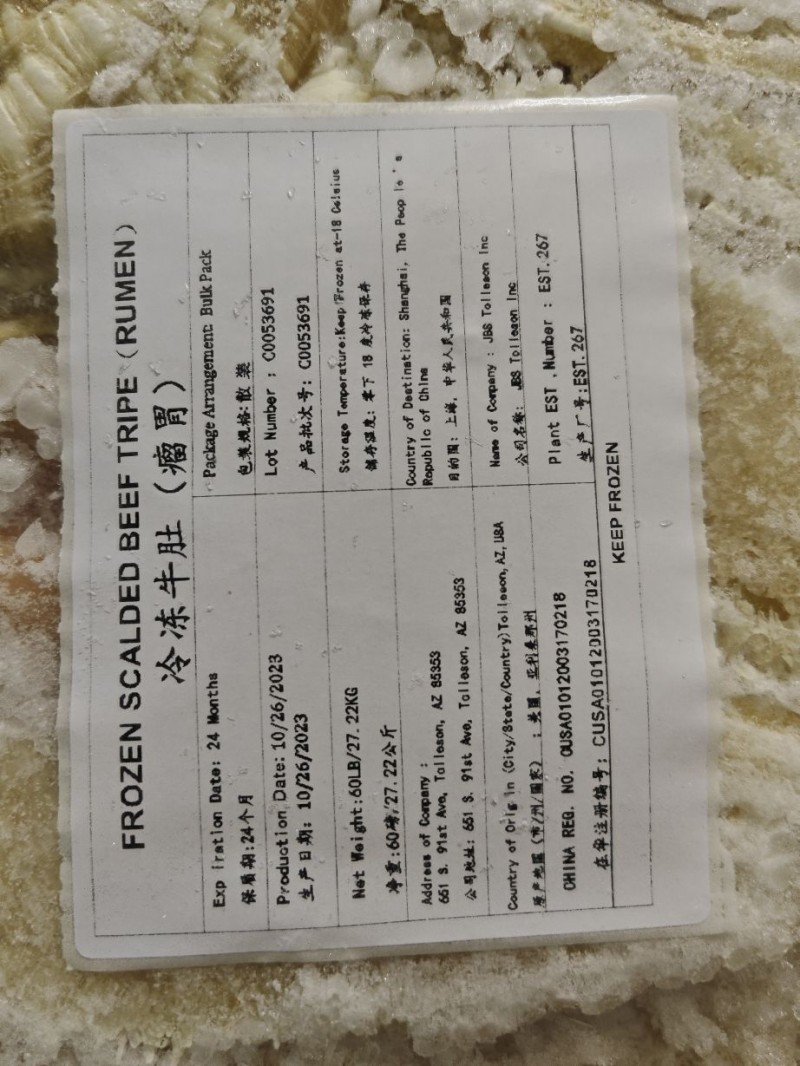 FROZEN SCALDED BEEF TRIPE (RUMEN)
冷冻牛肚（瘤胃）
Exp iration Date: 24 Months
保质期:24个月
Package Arrangement: Bulk Pack
包装规格:散装
Production Date: 10/26/2023
生产日期: 10/26/2023
Lot Number : C0053691
产品批次号: C0053691
Net Weight:60LB/27. 22KG
净重:60磅/27. 22公斤
Storage Temperature:Keep Frozen at-18 Celsius
储存温度: 零下 18 度冷冻保存
Address of Company :
651 S. 91st Ave, Tolleson, AZ 85353
公司地址: 651 S. 91st Ave, Tolleson, AZ 85353
Country of Destination: Shanghai, The Peop le ' s
Republic of China
目的国: 上海, 中华人民共和国
Country of Orig in (City/State/Country)Tolleson, AZ, USA
原产地区 (市/州/国家) : 美国, 亚利桑那州
Name of Company : JBS Tolleson Inc
公司名称: JBS Tolleson Inc
CHINA REG. NO. CUSA01012003170218
在华注册编号: CUSA01012003170218
Plant EST .Number : EST. 267
生产厂号:EST. 267
KEEP FROZEN